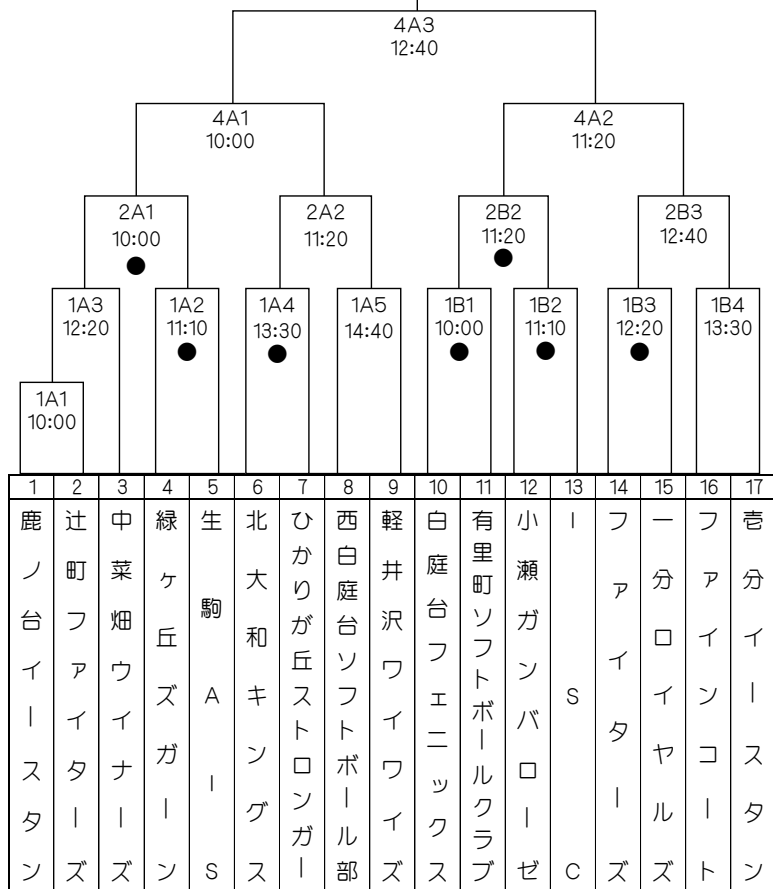 4A3
12:40
4A1
10:00
4A2
11:20
2A1
10:00
●
2A2
11:20
2B2
11:20
●
2B3
12:40
1A3
12:20
1A2
11:10
●
1A4
13:30
●
1A5
14:40
1B1
10:00
●
1B2
11:10
●
1B3
12:20
●
1B4
13:30
1A1
10:00
1 2 3 4 5 6 7 8 9 10 11 12 13 14 15 16 17
鹿ノ台イースタン
辻町ファイターズ
中菜畑ウイナーズ
緑ヶ丘ズガーン
生駒Aーs
北大和キングス
ひかりが丘ストロンガー
西白庭台ソフトボール部
軽井沢ワイワイズ
白庭台フェニックス
有里町ソフトボールクラブ
小瀬ガンバローゼ
ISC
ファイターズ
一分ロイヤルズ
ファインコート
壱分イースタン